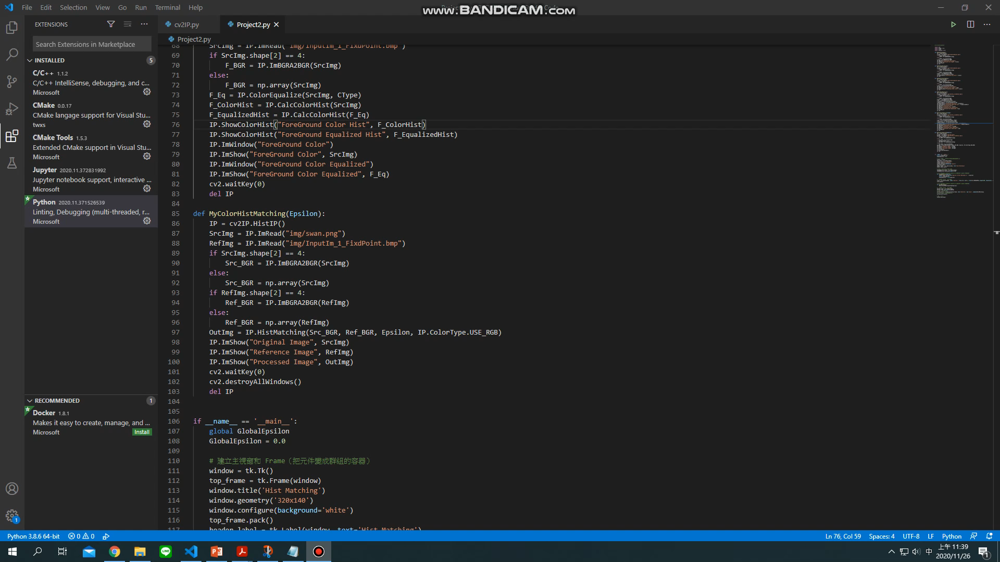 File Edit Selection View Go Run Terminal Help
www.BANDICAM.com
EXTENSIONS
cv2IP.py
Project2.py
Project2.py
Search Extensions in Marketplace
INSTALLED 5
C/C++ 1.1.2
C/C++ IntelliSense, debugging, and c...
Microsoft
CMake 0.0.17
CMake langage support for Visual Stu...
twxs
CMake Tools 1.5.3
Extended CMake support in Visual Stu...
Microsoft
Jupyter 2020.11.372831992
Jupyter notebook support, interactive ...
Microsoft
Python 2020.11.371526539
Linting, Debugging (multi-threaded, r...
Microsoft
RECOMMENDED 1
Docker 1.8.1
Makes it easy to create, manage, and ...
Microsoft
Install
68 SrcImg = IP.ImRead("img/InputIm_1_FixdPoint.bmp")
69 if SrcImg.shape[2] == 4:
70 F_BGR = IP.ImBGRA2BGR(SrcImg)
71 else:
72 F_BGR = np.array(SrcImg)
73 F_Eq = IP.ColorEqualize(SrcImg, CType)
74 F_ColorHist = IP.CalcColorHist(SrcImg)
75 F_EqualizedHist = IP.CalcColorHist(F_Eq)
76 IP.ShowColorHist("ForeGround Color Hist", F_ColorHist)
77 IP.ShowColorHist("ForeGround Equalized Hist", F_EqualizedHist)
78 IP.ImWindow("ForeGround Color")
79 IP.ImShow("ForeGround Color", SrcImg)
80 IP.ImWindow("ForeGround Color Equalized")
81 IP.ImShow("ForeGround Color Equalized", F_Eq)
82 cv2.waitKey(0)
83 del IP
84
85 def MyColorHistMatching(Epsilon):
86 IP = cv2IP.HistIP()
87 SrcImg = IP.ImRead("img/swan.png")
88 RefImg = IP.ImRead("img/InputIm_1_FixdPoint.bmp")
89 if SrcImg.shape[2] == 4:
90 Src_BGR = IP.ImBGRA2BGR(SrcImg)
91 else:
92 Src_BGR = np.array(SrcImg)
93 if RefImg.shape[2] == 4:
94 Ref_BGR = IP.ImBGRA2BGR(RefImg)
95 else:
96 Ref_BGR = np.array(RefImg)
97 OutImg = IP.HistMatching(Src_BGR, Ref_BGR, Epsilon, IP.ColorType.USE_RGB)
98 IP.ImShow("Original Image", SrcImg)
99 IP.ImShow("Reference Image", RefImg)
100 IP.ImShow("Processed Image", OutImg)
101 cv2.waitKey(0)
102 cv2.destroyAllWindows()
103 del IP
104
105
106 if __name__ == '__main__':
107 global GlobalEpsilon
108 GlobalEpsilon = 0.0
109
110 # 建立主視窗和 Frame（把元件變成群組的容器）
111 window = tk.Tk()
112 top_frame = tk.Frame(window)
113 window.title('Hist Matching')
114 window.geometry('320x140')
115 window.configure(background='white')
116 top_frame.pack()
117 header_label = tk.Label(window, text='Hist Matching')
1
Python 3.8.6 64-bit 0 0
Ln 76, Col 59 Spaces: 4 UTF-8 LF Python
中
上午 11:39
2020/11/26
1